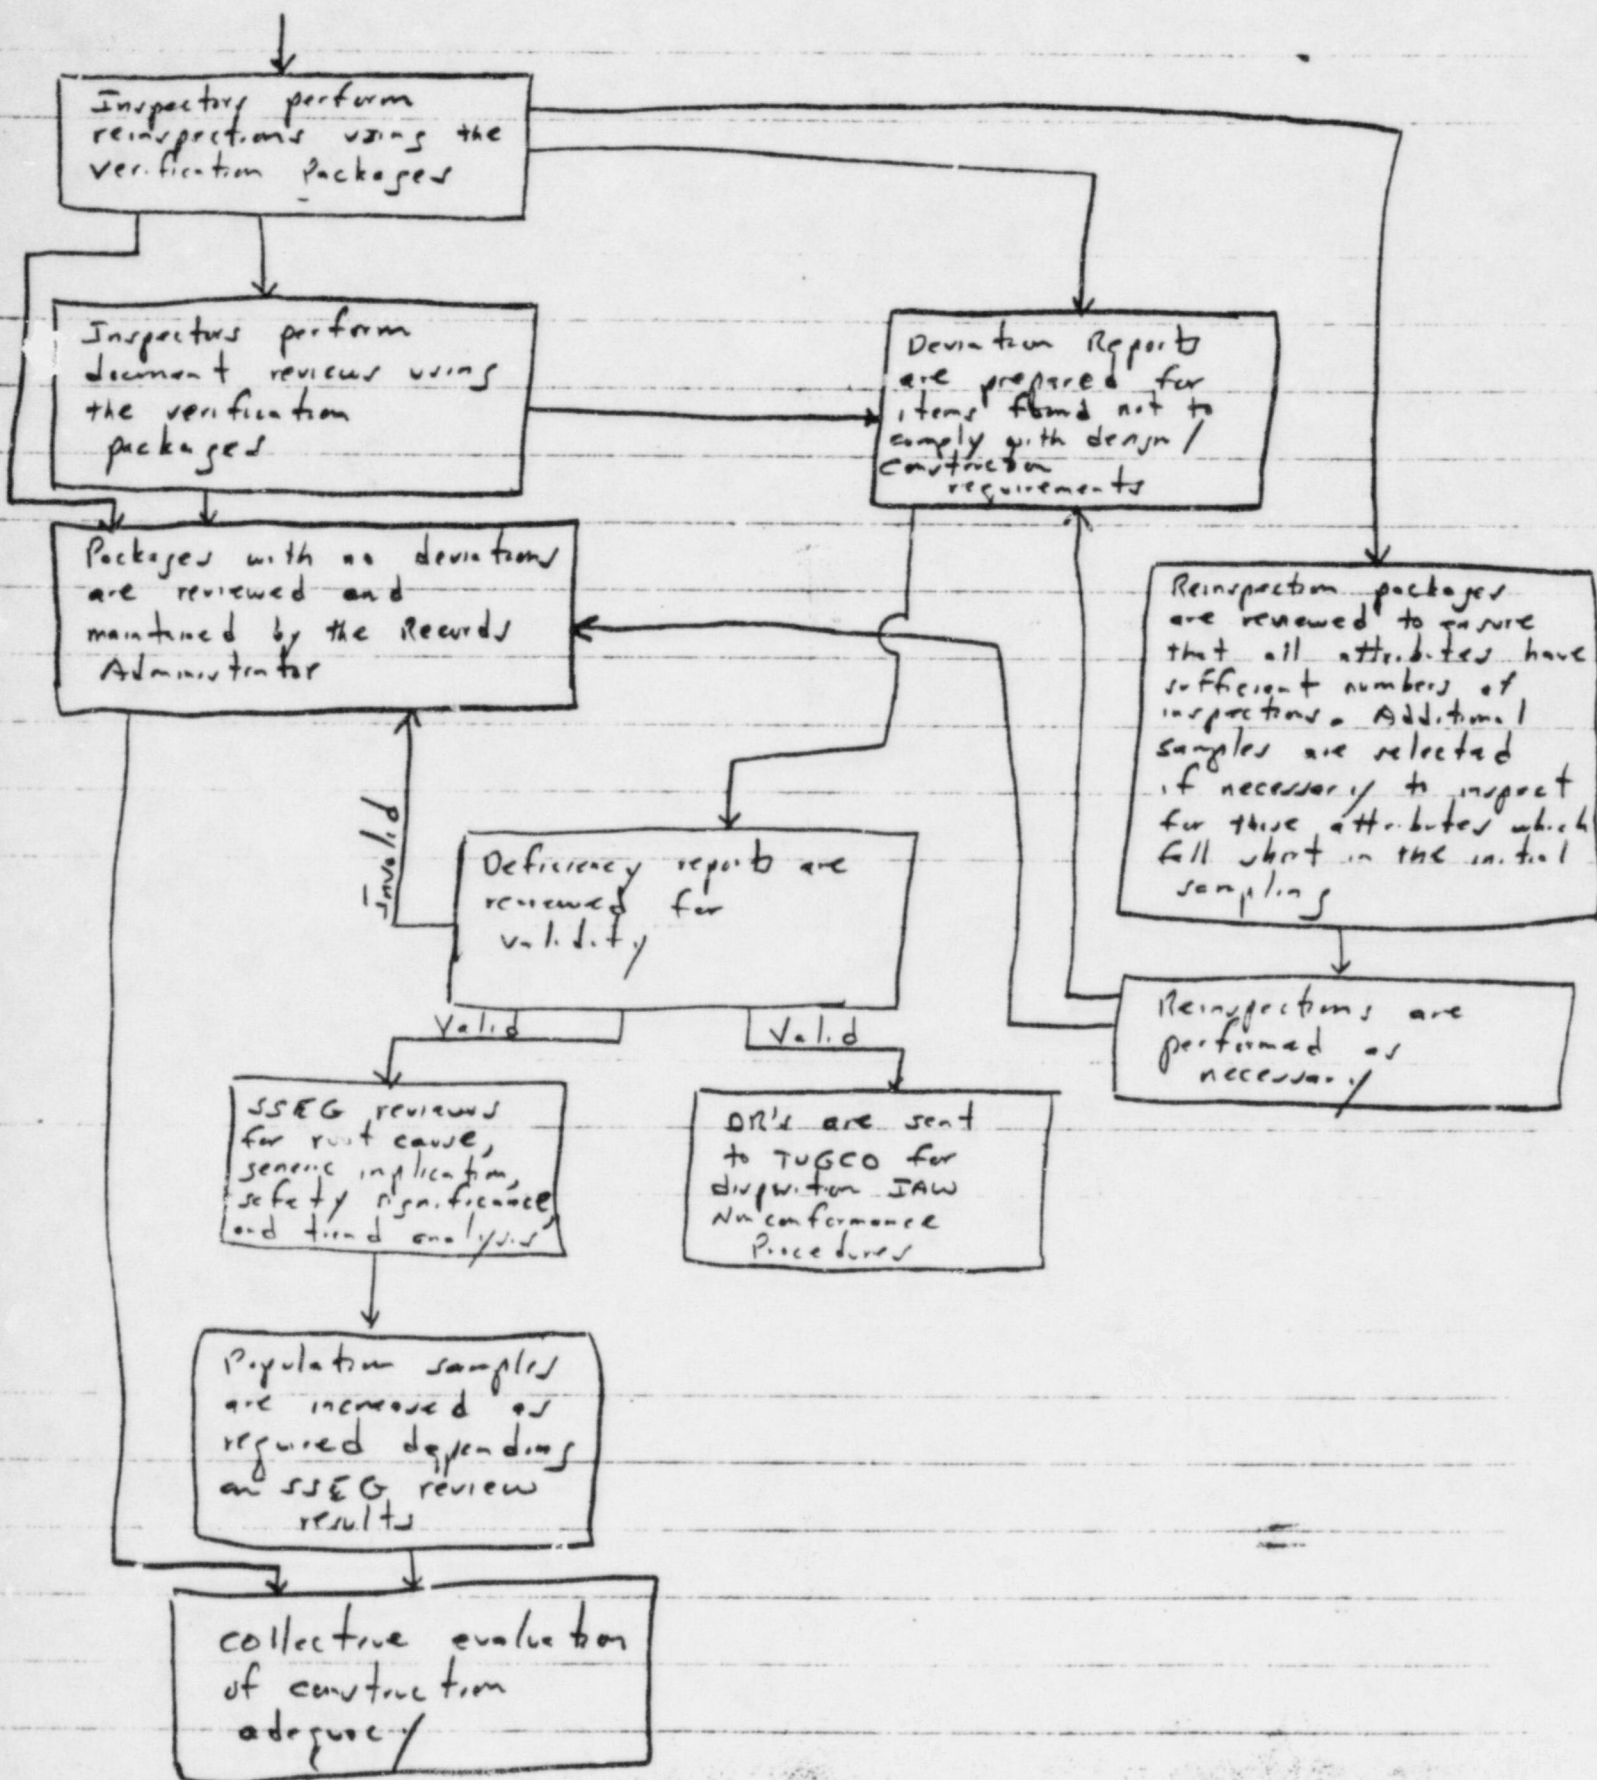 Inspectors perform
reinspections using the
verification Packages
Inspectors perform
document reviews using
the verification
packages
Deviation Reports
are prepared for
items found not to
comply with design/
construction
requirements
Packages with no deviations
are reviewed and
maintained by the Records
Administrator
Reinspection packages
are reviewed to ensure
that all attributes have
sufficient numbers of
inspections. Additional
samples are selected
if necessary to inspect
for those attributes which
fall short in the initial
sampling
Invalid
Deficiency reports are
reviewed for
validity
Reinspections are
performed as
necessary
Valid
Valid
SSEG reviews
for root cause,
generic implication,
safety significance,
and trend analysis
DR's are sent
to TUGCO for
disposition IAW
Nonconformance
Procedures
Population samples
are increased as
required depending
on SSEG review
results
Collective evaluation
of construction
adequacy